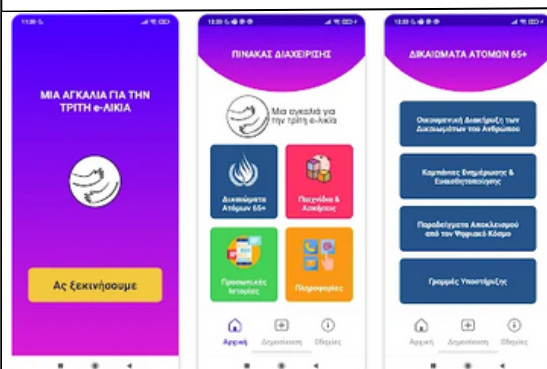 ΜΙΑ ΑΓΚΑΛΙΑ ΓΙΑ ΤΗΝ
ΤΡΙΤΗ e-ΛΙΚΙΑ
Ας ξεκινήσουμε
ΠΙΝΑΚΑΣ ΔΙΑΧΕΙΡΙΣΗΣ
Μια αγκαλιά για
την τρίτη e-λικία
Δικαιώματα
Ατόμων 65+
Παιχνίδια &
Ασκήσεις
Προσωπικές
Ιστορίες
Πληροφορίες
Αρχική
Δημοσίευση
Οδηγίες
ΔΙΚΑΙΩΜΑΤΑ ΑΤΟΜΩΝ 65+
Οικουμενική Διακήρυξη των
Δικαιωμάτων του Ανθρώπου
Καμπάνιες Ενημέρωσης &
Ευαισθητοποίησης
Παραδείγματα Αποκλεισμού
από τον Ψηφιακό Κόσμο
Γραμμές Υποστήριξης
Αρχική
Δημοσίευση
Οδηγίες